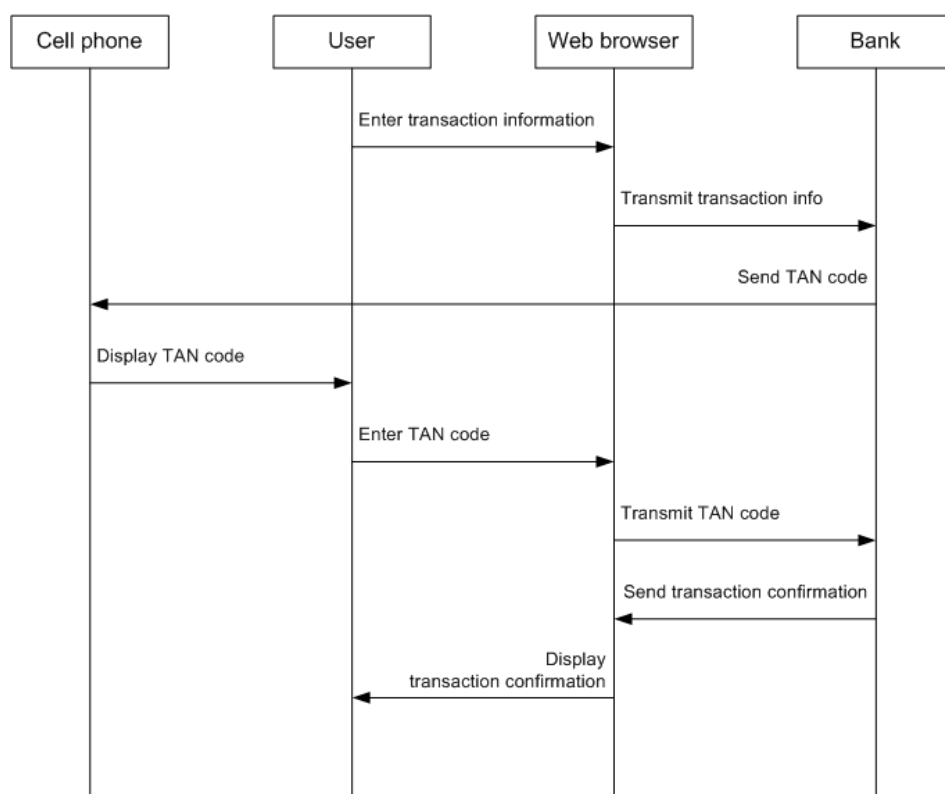 Cell phone
User
Web browser
Bank
Enter transaction information
Transmit transaction info
Send TAN code
Display TAN code
Enter TAN code
Transmit TAN code
Send transaction confirmation
Display
transaction confirmation